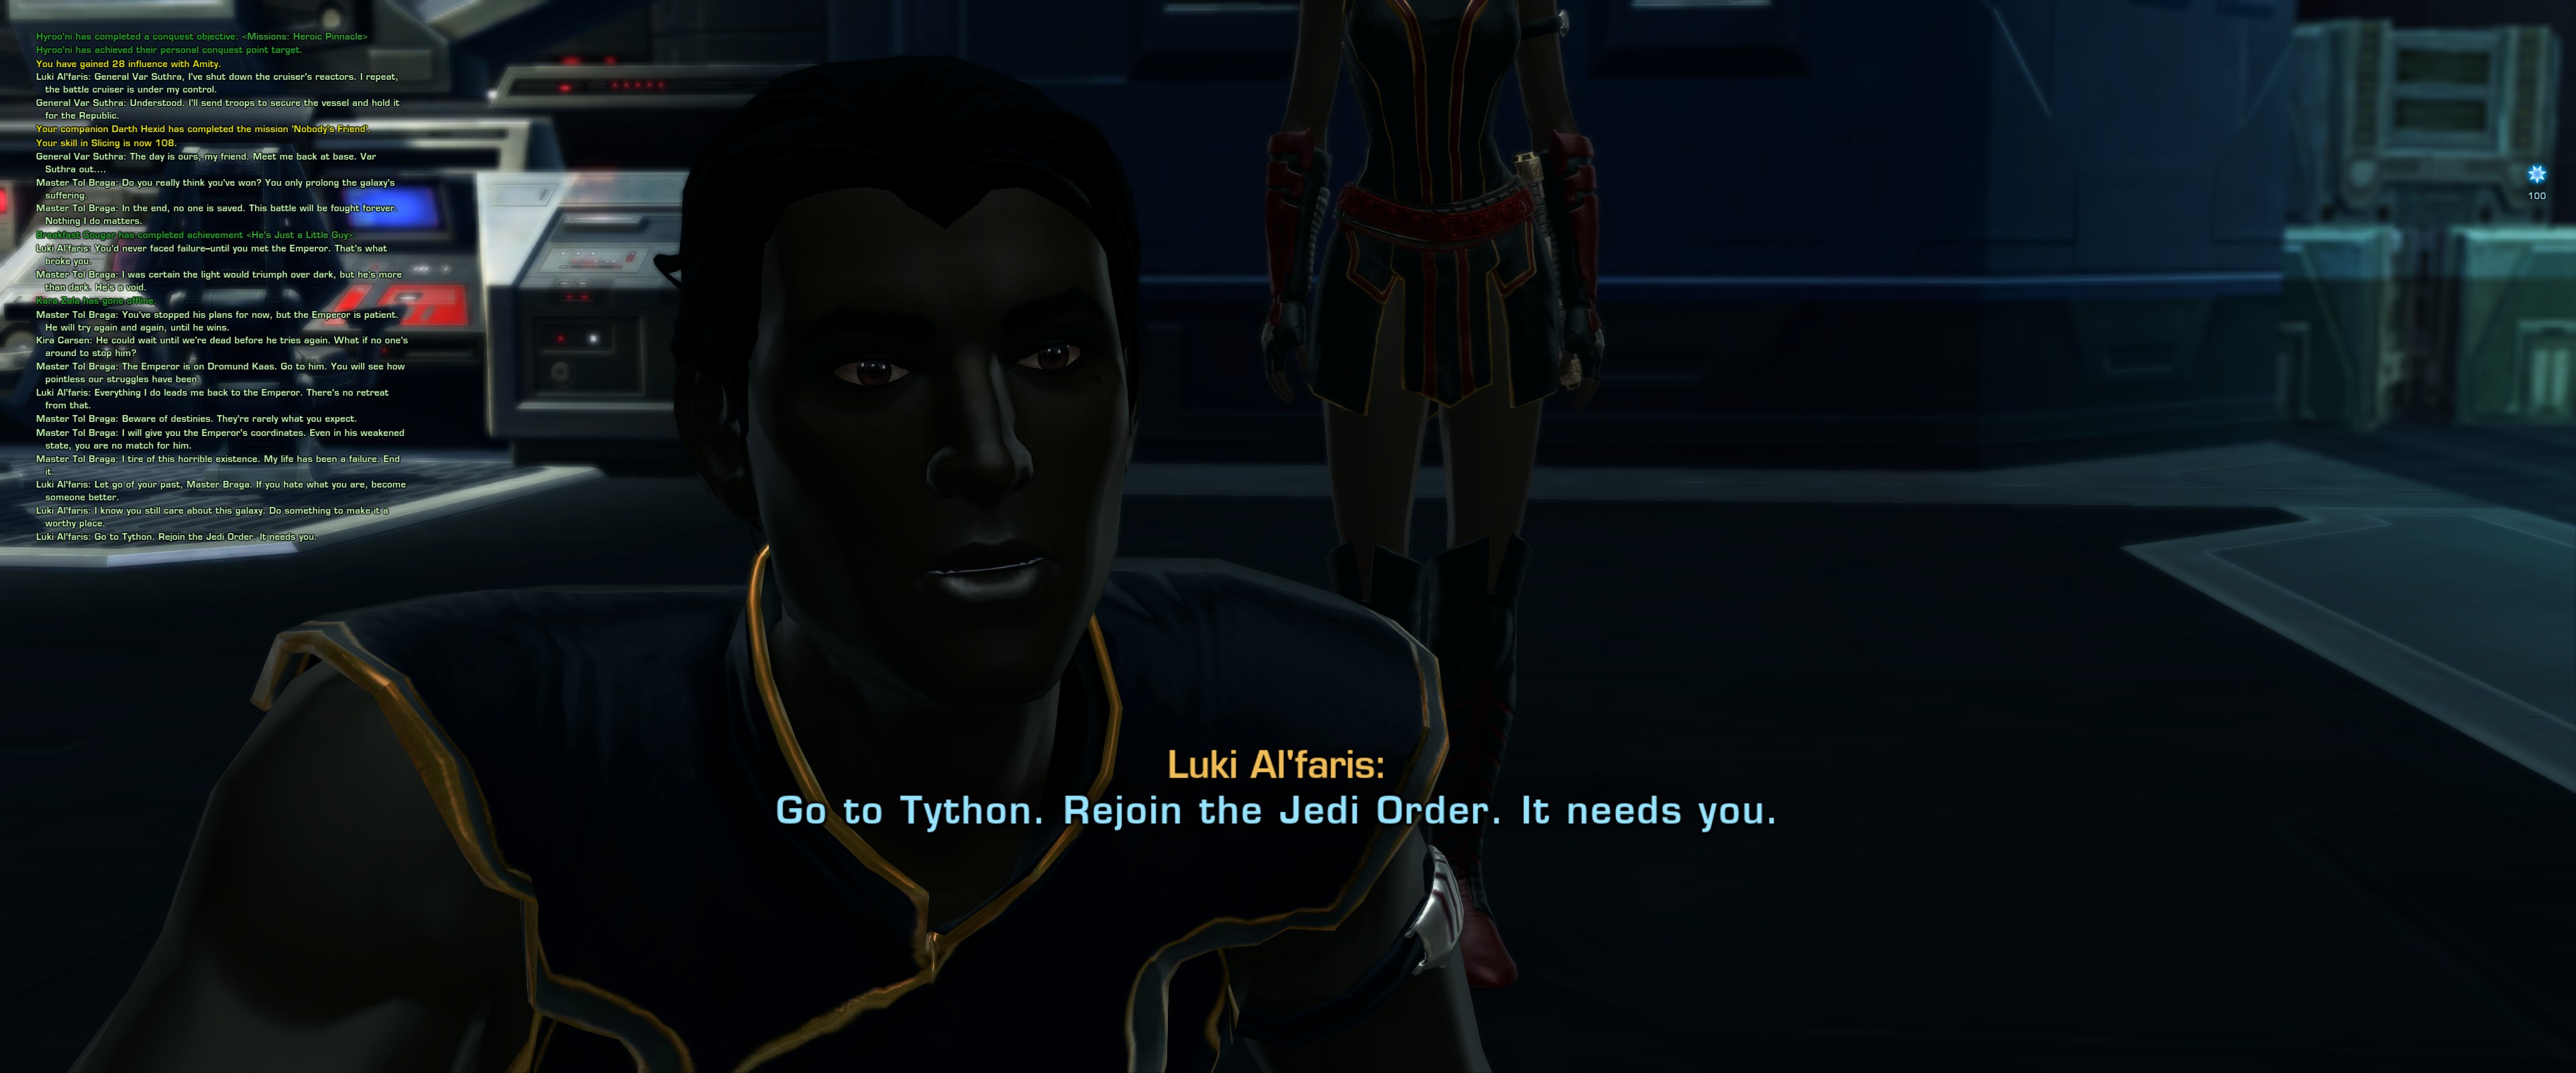 Hyroo'ni has completed a conquest objective: <Missions: Heroic Pinnacle>
Hyroo'ni has achieved their personal conquest point target.
You have gained 28 influence with Amity.
Luki Al'faris: General Var Suthra, I've shut down the cruiser's reactors. I repeat,
the battle cruiser is under my control.
General Var Suthra: Understood. I'll send troops to secure the vessel and hold it
for the Republic.
Your companion Darth Hexid has completed the mission 'Nobody's Friend'.
Your skill in Slicing is now 108.
General Var Suthra: The day is ours, my friend. Meet me back at base. Var
Suthra out....
Master Tol Braga: Do you really think you've won? You only prolong the galaxy's
suffering.
Master Tol Braga: In the end, no one is saved. This battle will be fought forever.
Nothing I do matters.
Breakfast Cougar has completed achievement <He's Just a Little Guy>
Luki Al'faris: You'd never faced failure–until you met the Emperor. That's what
broke you.
Master Tol Braga: I was certain the light would triumph over dark, but he's more
than dark. He's a void.
Kara Zala has gone offline.
Master Tol Braga: You've stopped his plans for now, but the Emperor is patient.
He will try again and again, until he wins.
Kira Carsen: He could wait until we're dead before he tries again. What if no one's
around to stop him?
Master Tol Braga: The Emperor is on Dromund Kaas. Go to him. You will see how
pointless our struggles have been.
Luki Al'faris: Everything I do leads me back to the Emperor. There's no retreat
from that.
Master Tol Braga: Beware of destinies. They're rarely what you expect.
Master Tol Braga: I will give you the Emperor's coordinates. Even in his weakened
state, you are no match for him.
Master Tol Braga: I tire of this horrible existence. My life has been a failure. End
it.
Luki Al'faris: Let go of your past, Master Braga. If you hate what you are, become
someone better.
Luki Al'faris: I know you still care about this galaxy. Do something to make it a
worthy place.
Luki Al'faris: Go to Tython. Rejoin the Jedi Order. It needs you.
100
Luki Al'faris:
Go to Tython. Rejoin the Jedi Order. It needs you.